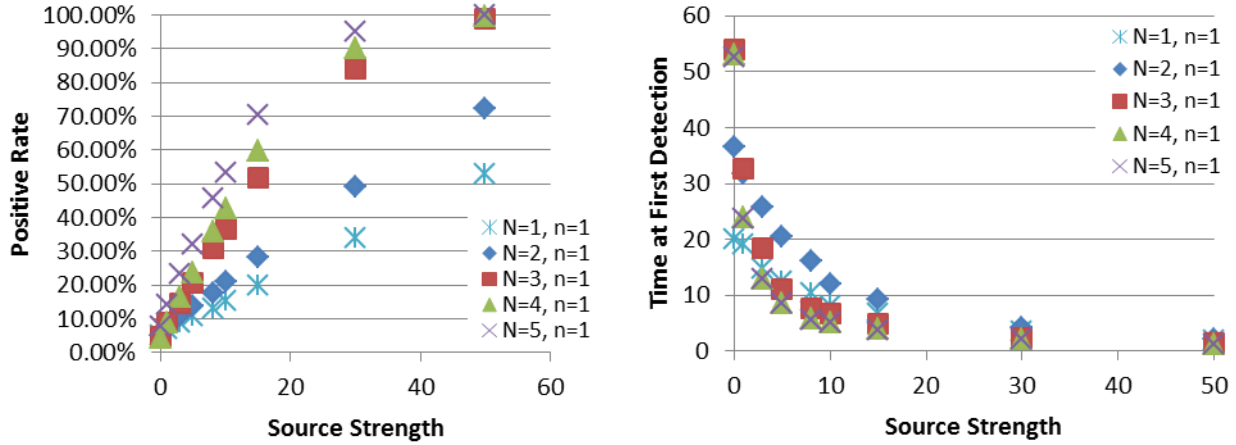 100.00%
90.00%
80.00%
70.00%
60.00%
50.00%
40.00%
30.00%
20.00%
10.00%
0.00%
Positive Rate
0 20 40 60
Source Strength
N=1, n=1
N=2, n=1
N=3, n=1
N=4, n=1
N=5, n=1
60
50
40
30
20
10
0
Time at First Detection
0 10 20 30 40 50
Source Strength
N=1, n=1
N=2, n=1
N=3, n=1
N=4, n=1
N=5, n=1